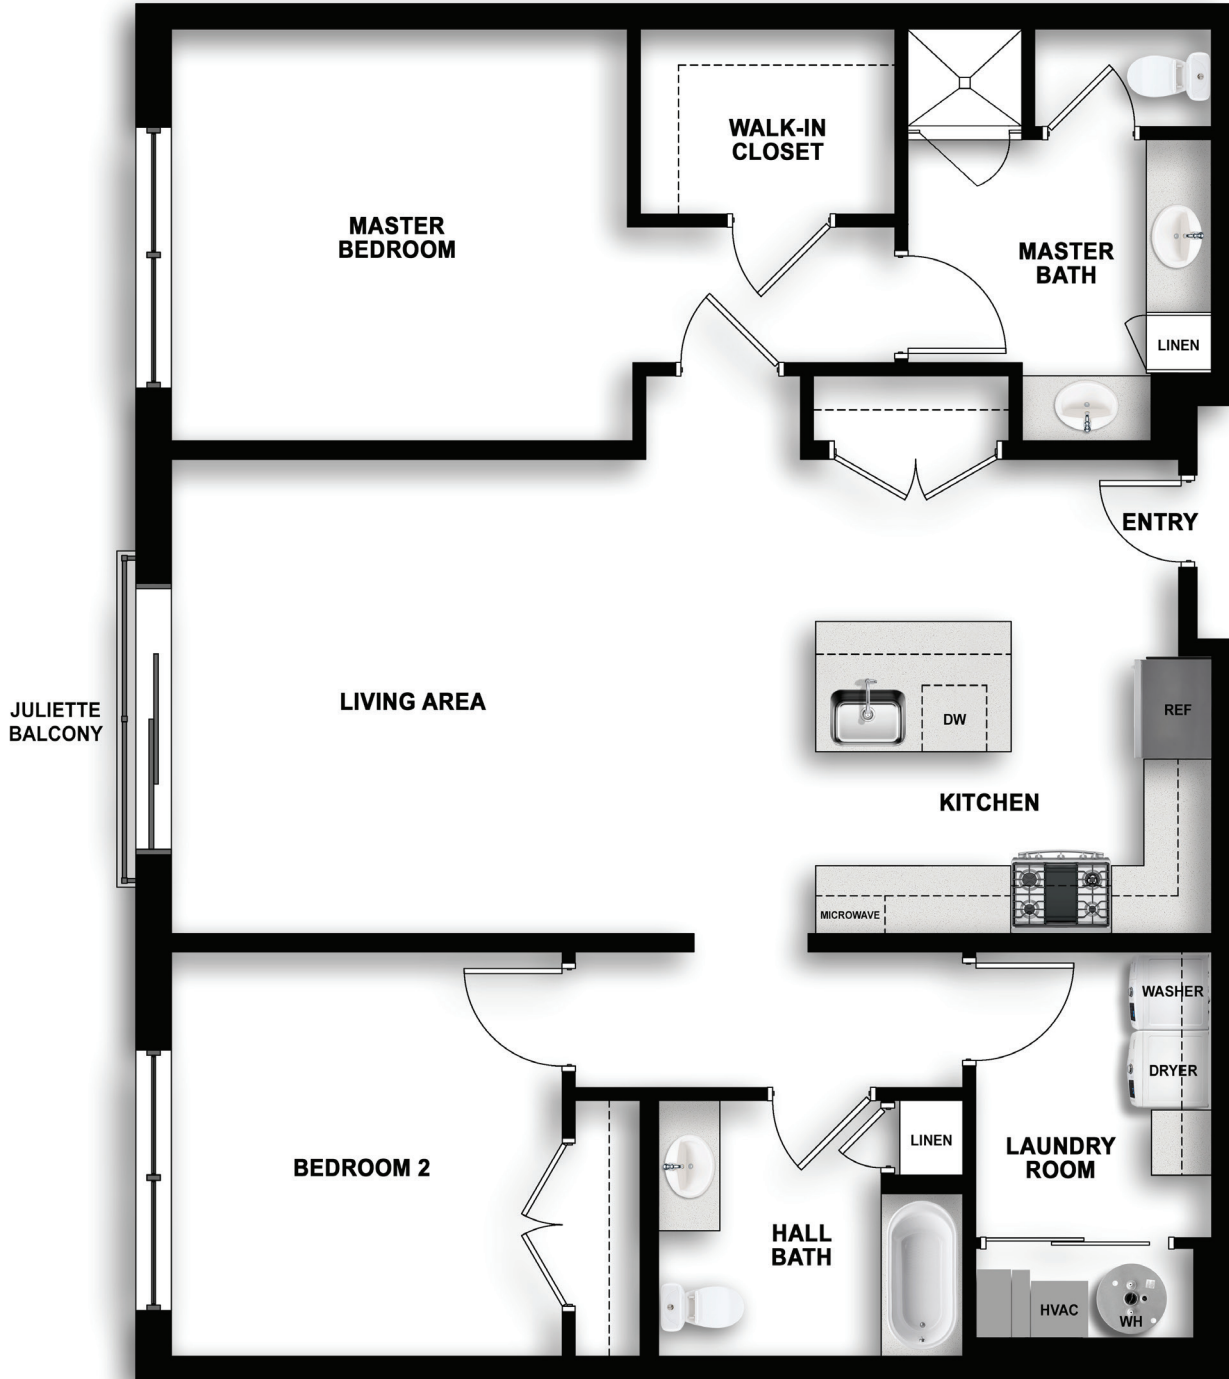 WALK-IN
CLOSET
MASTER
BEDROOM
MASTER
BATH
LINEN
ENTRY
LIVING AREA
JULIETTE
BALCONY
DW
REF
KITCHEN
MICROWAVE
WASHER
DRYER
BEDROOM 2
LINEN
LAUNDRY
ROOM
HALL
BATH
HVAC
WH